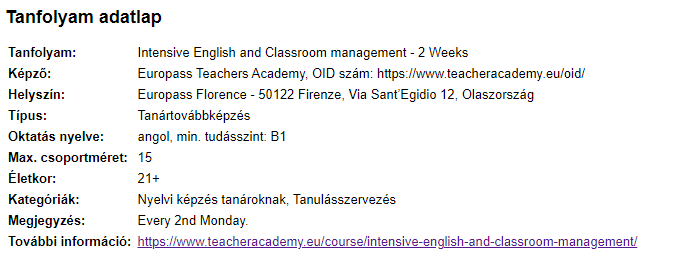 Tanfolyam adatlap
Tanfolyam: Intensive English and Classroom management - 2 Weeks
Képző: Europass Teachers Academy, OID szám: https://www.teacheracademy.eu/oid/
Helyszín: Europass Florence - 50122 Firenze, Via Sant'Egidio 12, Olaszország
Típus: Tanártovábbképzés
Oktatás nyelve: angol, min. tudásszint: B1
Max. csoportméret: 15
Életkor: 21+
Kategóriák: Nyelvi képzés tanároknak, Tanulásszervezés
Megjegyzés: Every 2nd Monday.
További információ: https://www.teacheracademy.eu/course/intensive-english-and-classroom-management/